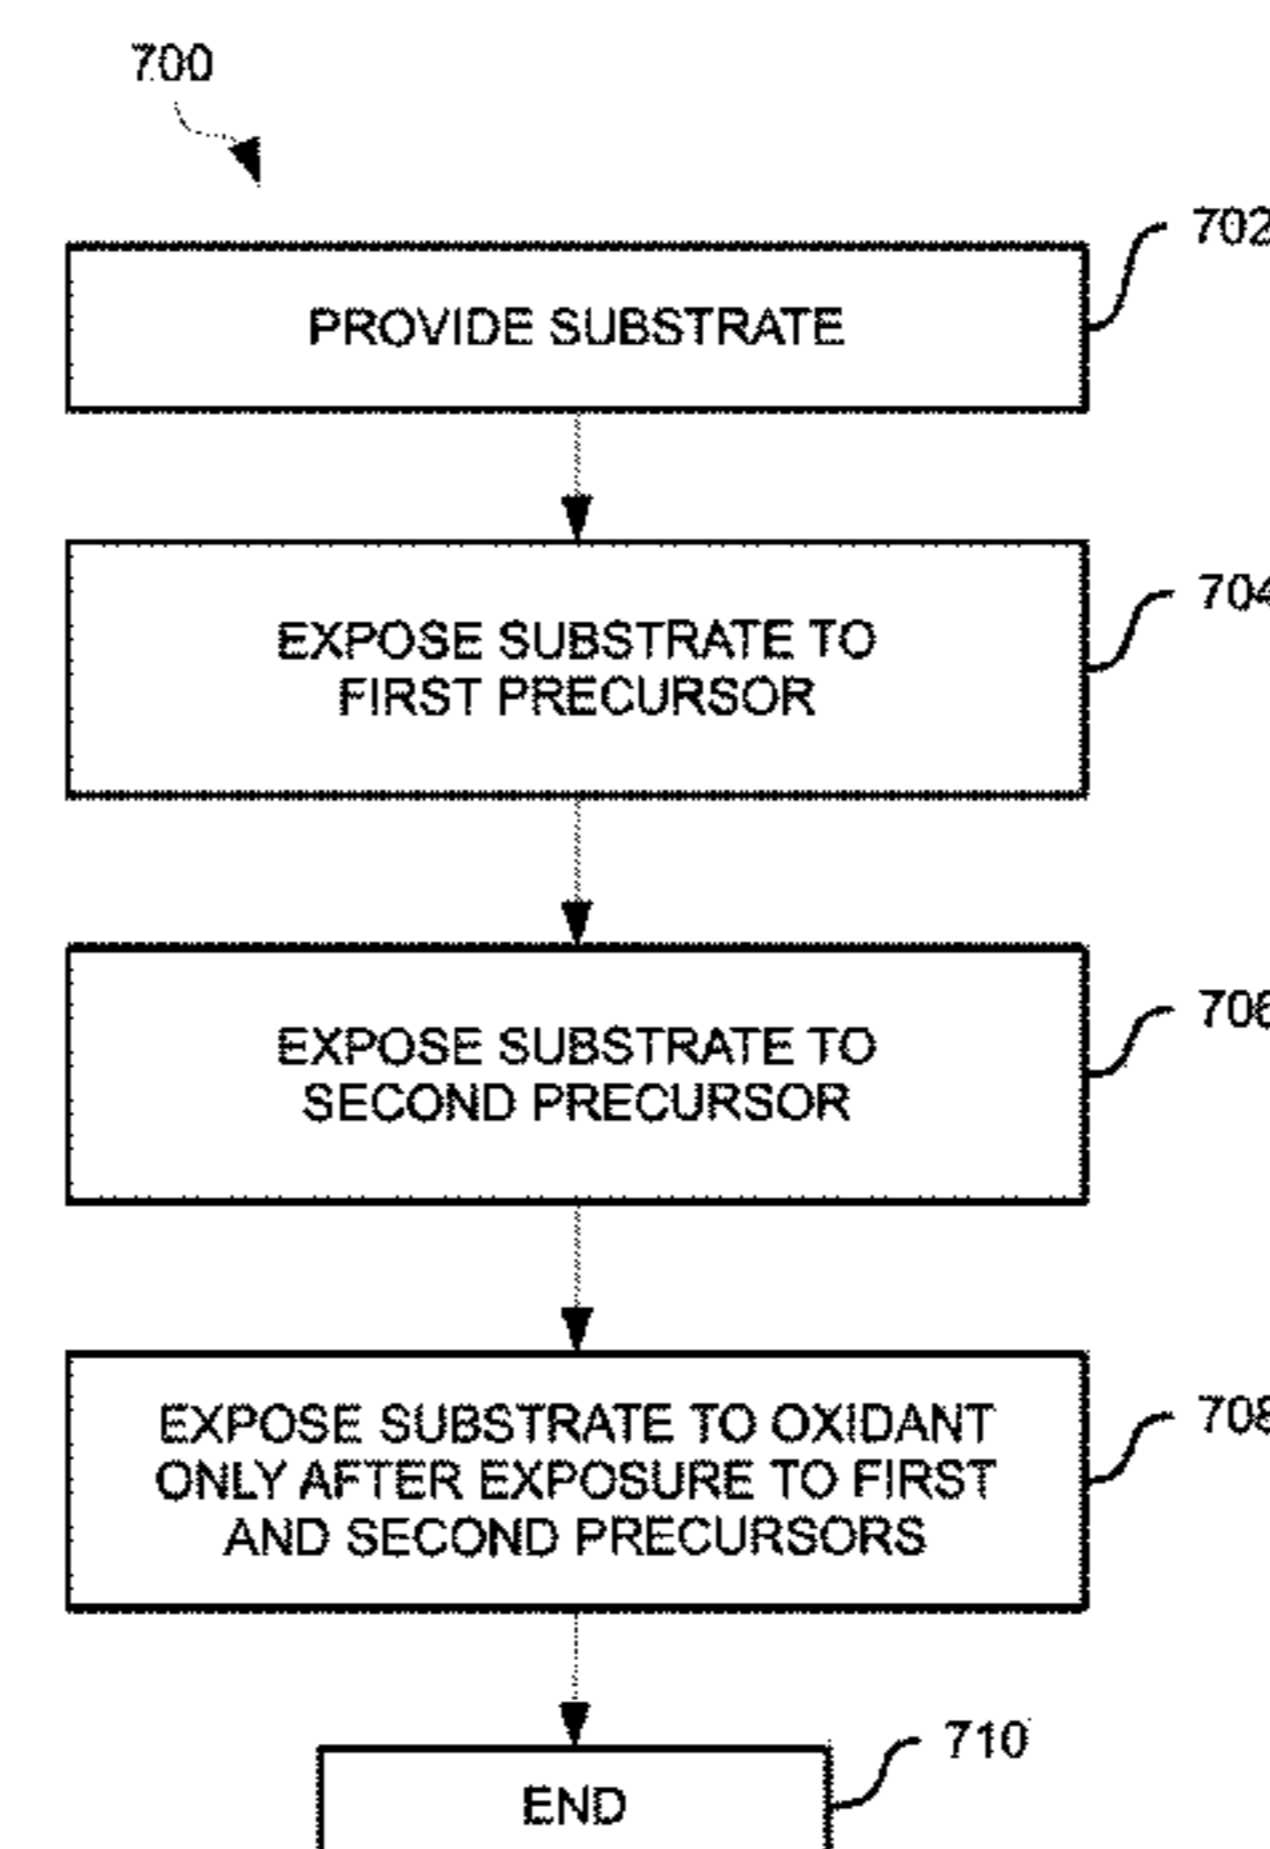 700
702
PROVIDE SUBSTRATE
704
EXPOSE SUBSTRATE TO
FIRST PRECURSOR
706
EXPOSE SUBSTRATE TO
SECOND PRECURSOR
708
EXPOSE SUBSTRATE TO OXIDANT
ONLY AFTER EXPOSURE TO FIRST
AND SECOND PRECURSORS
710
END